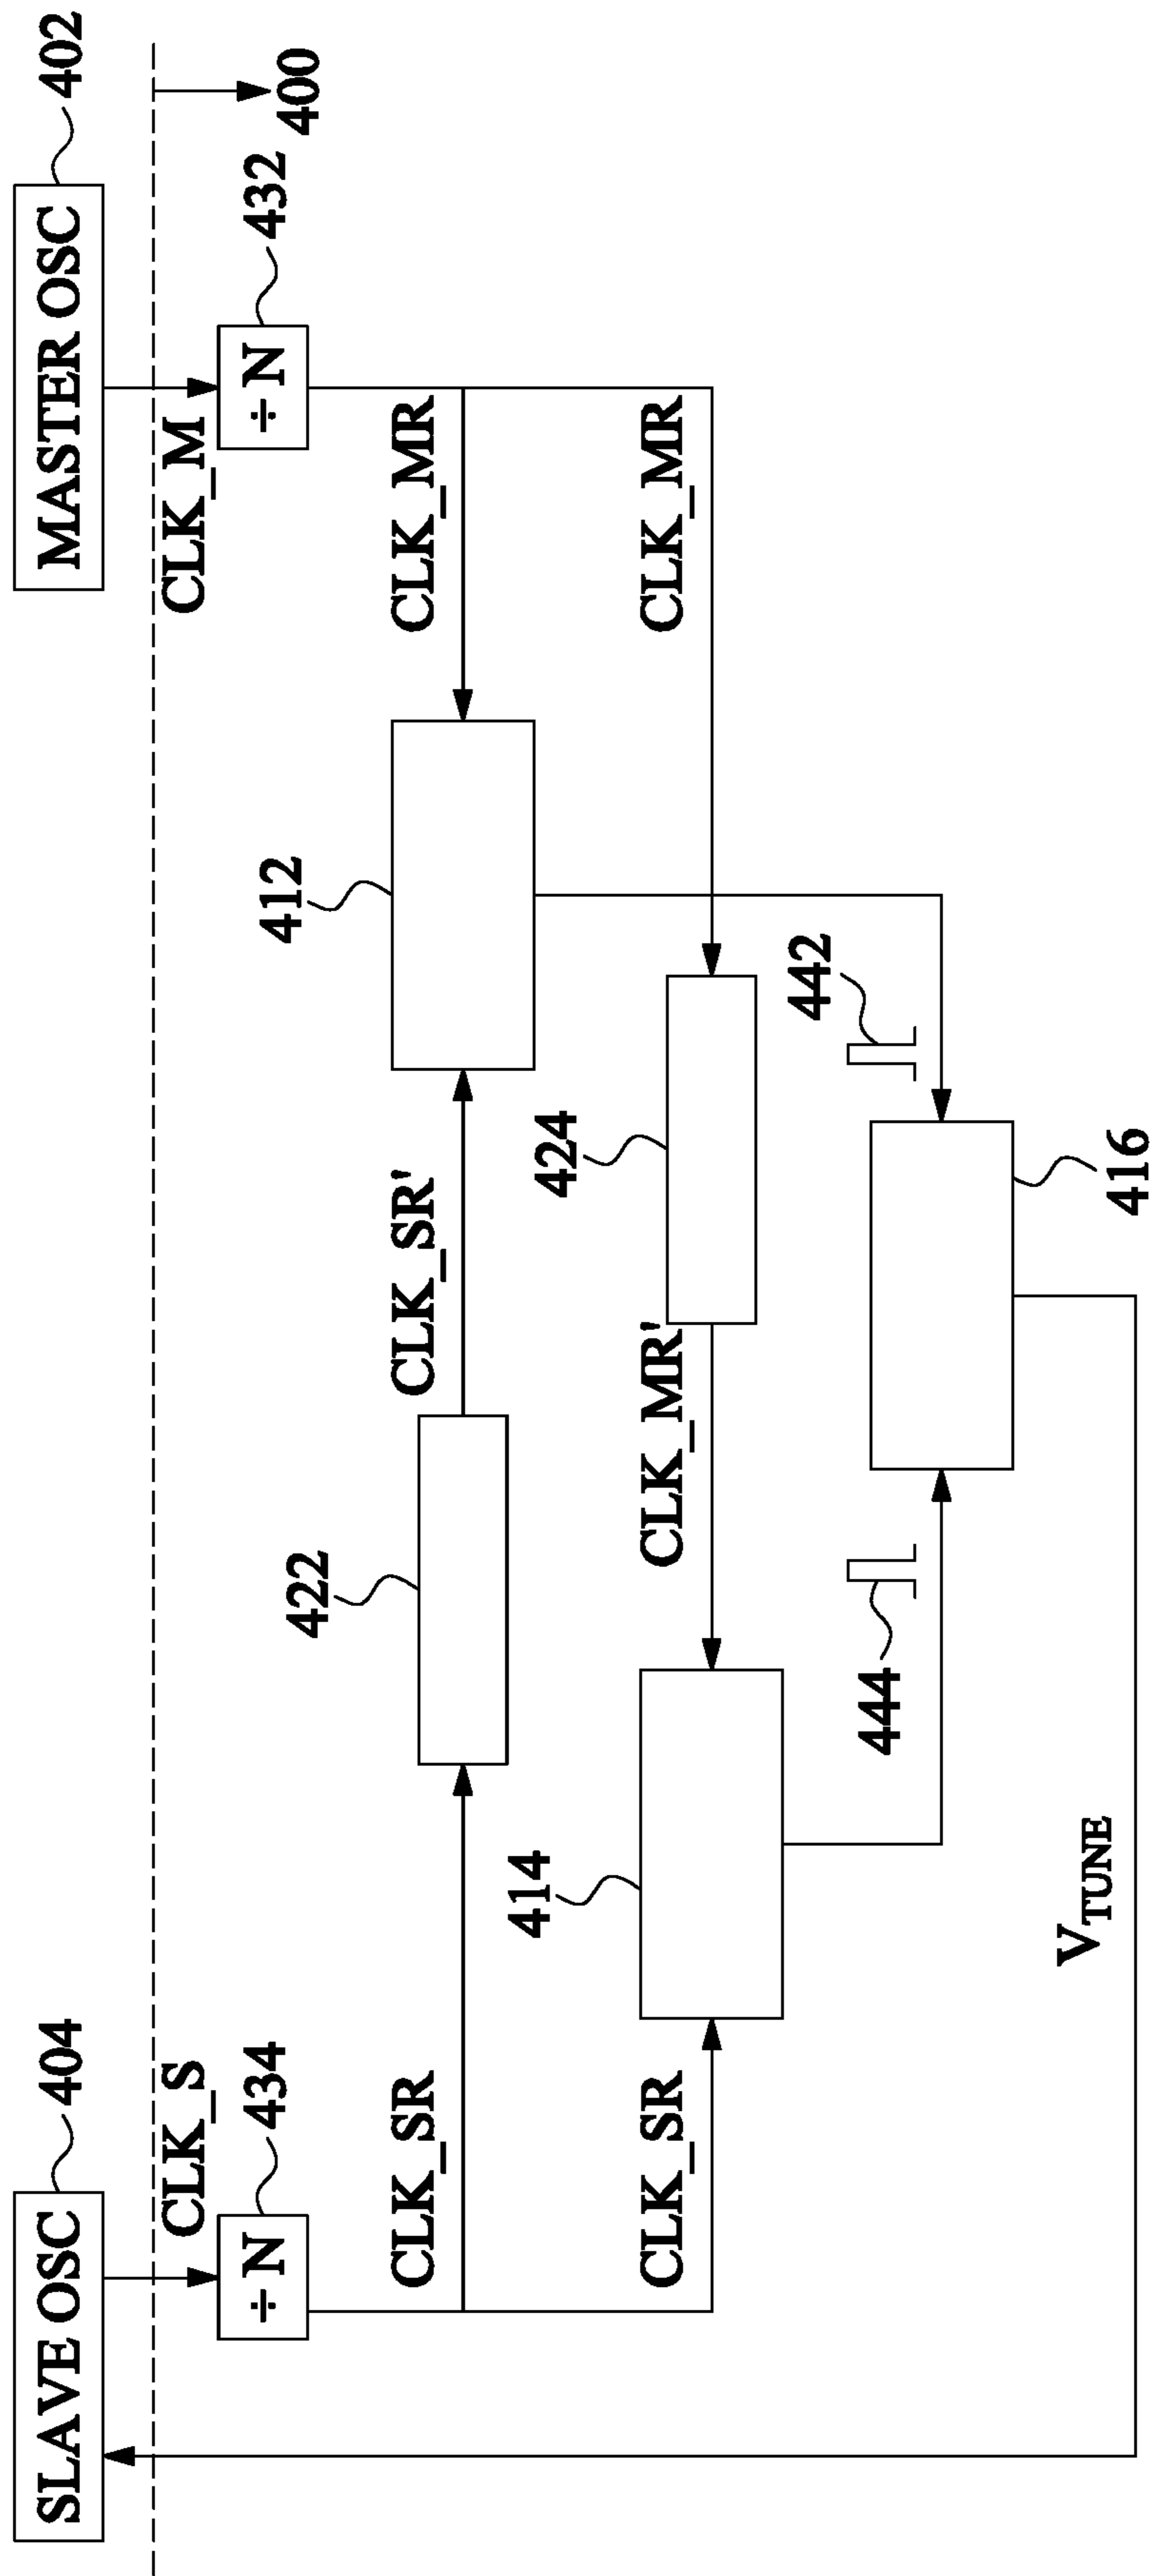 SLAVE OSC
404
MASTER OSC
402
CLK_S
CLK_M
400
434
÷ N
÷ N
432
422
412
CLK_SR
CLK_SR'
CLK_MR
414
424
CLK_SR
CLK_MR'
CLK_MR
444
442
V_TUNE
416